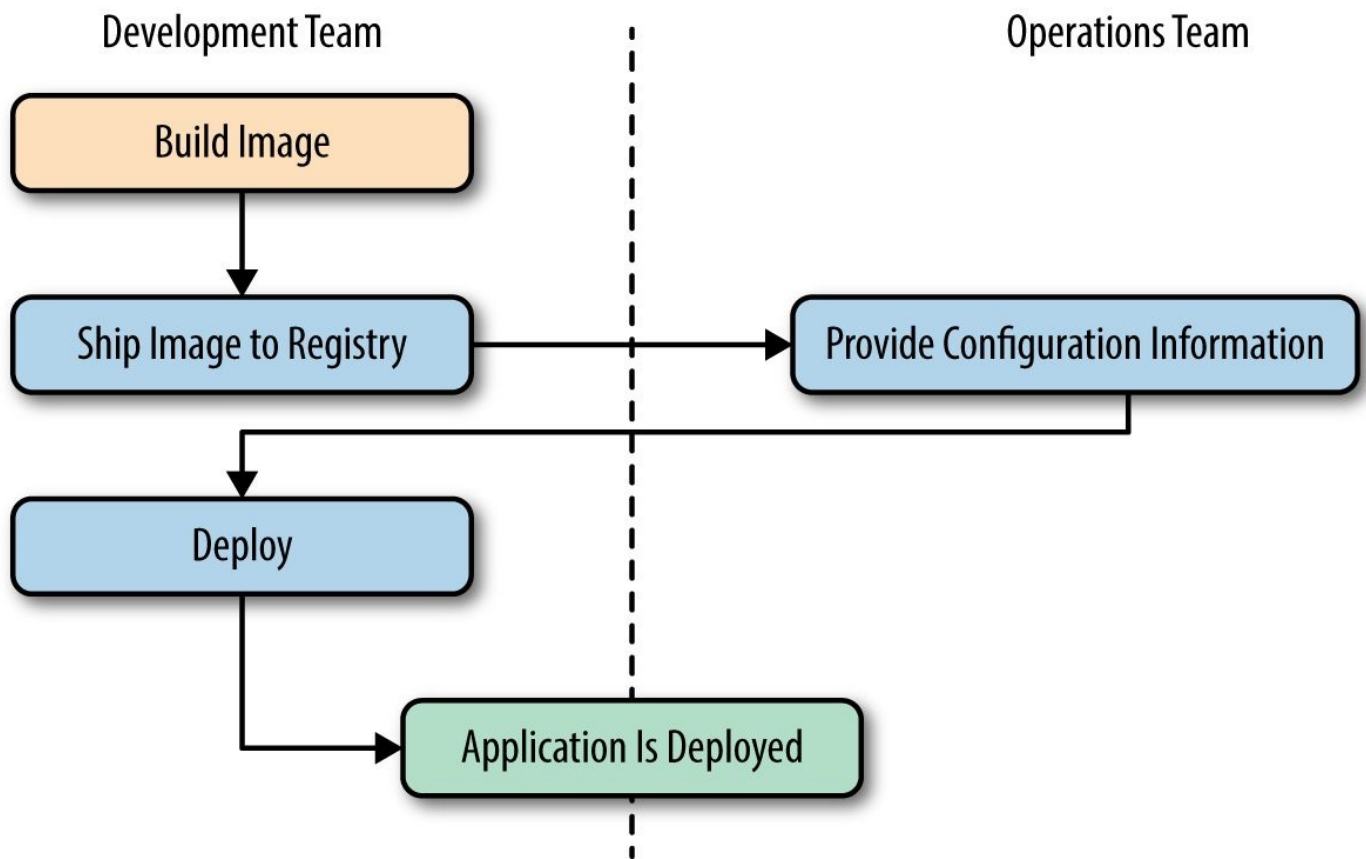 Development Team
Operations Team
Build Image
Ship Image to Registry
Provide Configuration Information
Deploy
Application Is Deployed